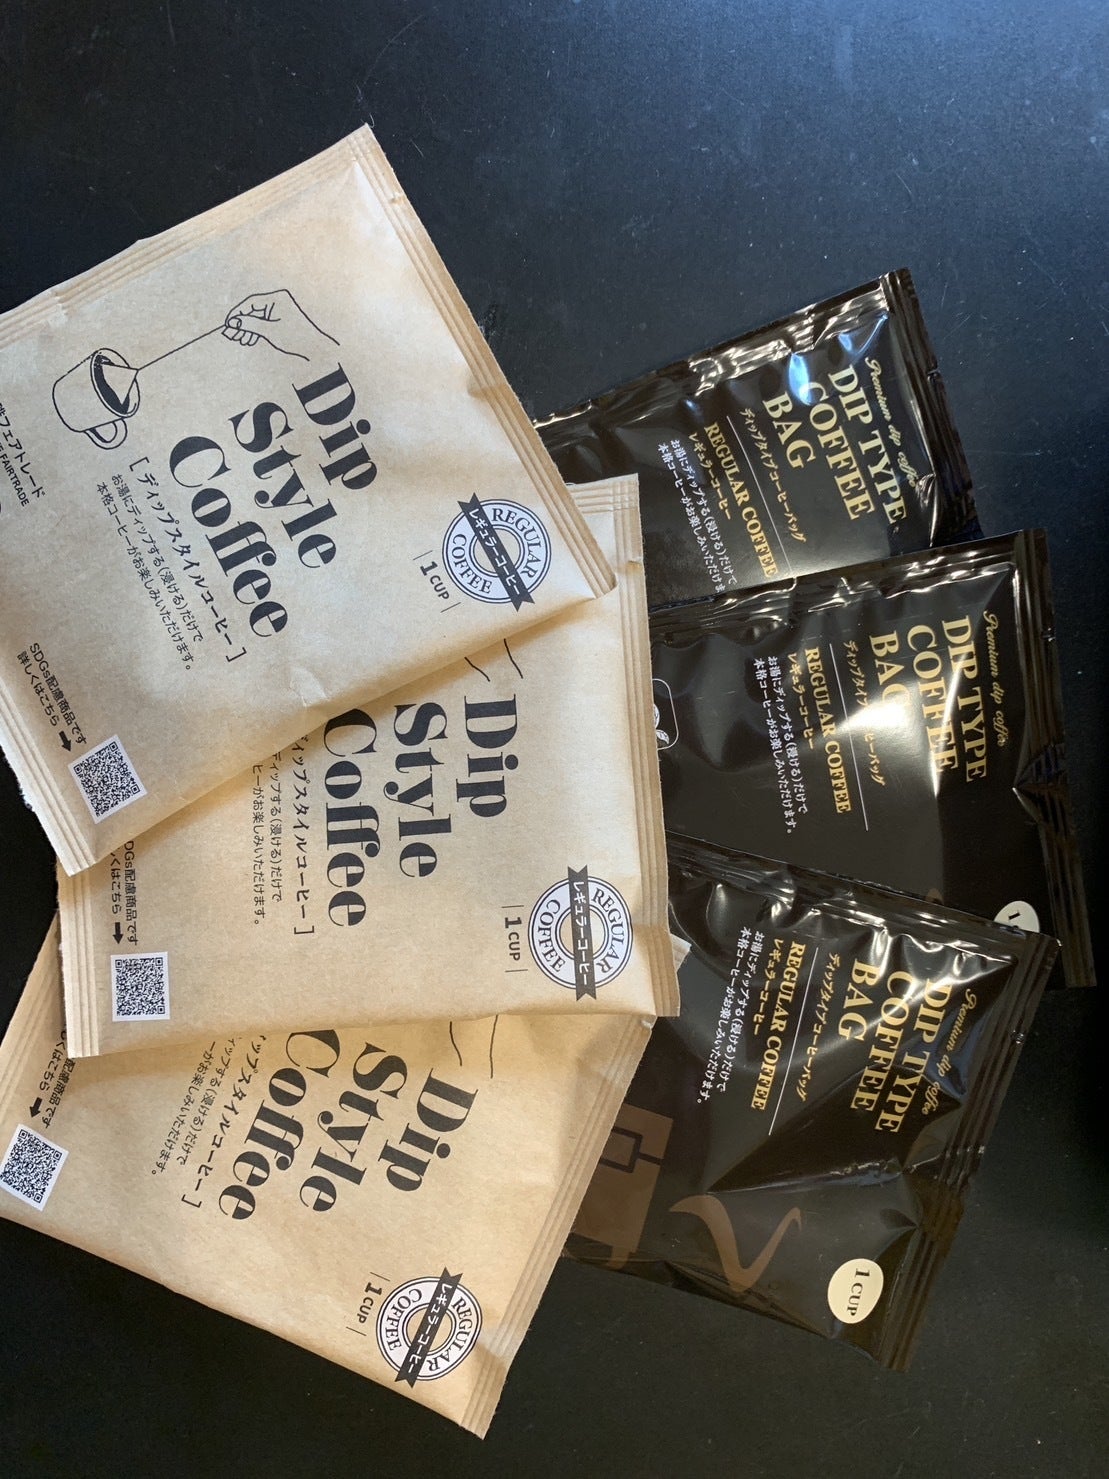 Dip
Style
Coffee
[ディップスタイルコーヒー]
お湯にディップする(浸ける)だけで
本格コーヒーがお楽しみいただけます。
フェアトレード
FAIRTRADE
SDGs配慮商品です
詳しくはこちら➡
REGULAR
レギュラーコーヒー
COFFEE
1CUP
Dip
Style
Coffee
ップスタイルコーヒー]
ィップする(浸ける)だけで
ヒーがお楽しみいただけます。
DGs配慮商品です
くはこちら➡
REGULAR
レギュラーコーヒー
COFFEE
1CUP
Dip
Style
Coffee
ップスタイルコーヒー]
ィップする(浸ける)だけで
ーがお楽しみいただけます。
配慮商品です
はこちら➡
REGULAR
レギュラーコーヒー
COFFEE
1CUP
Premium dip coffee
DIP TYPE
COFFEE
BAG
ディップタイプコーヒーバッグ
REGULAR COFFEE
レギュラーコーヒー
お湯にディップする(浸ける)だけで
本格コーヒーがお楽しみいただけま
Premium dip coffee
DIP TYPE
COFFEE
BAG
ディップタイプコーヒーバッグ
REGULAR COFFEE
レギュラーコーヒー
お湯にディップする(浸ける)だけで
本格コーヒーがお楽しみいただけます。
1
Premium dip coffee
DIP TYPE
COFFEE
BAG
ディップタイプコーヒーバッグ
REGULAR COFFEE
レギュラーコーヒー
お湯にディップする(浸ける)だけで
本格コーヒーがお楽しみいただけます。
1 CUP